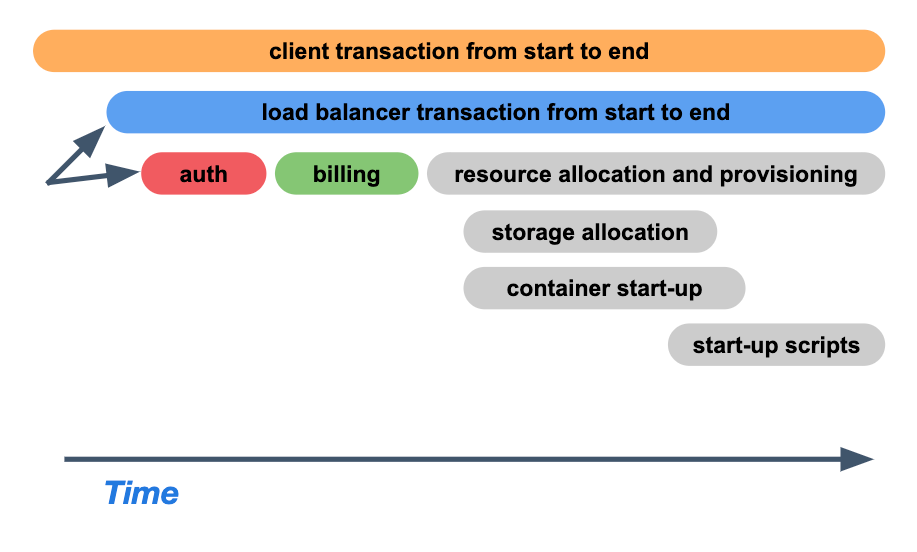 client transaction from start to end
load balancer transaction from start to end
auth
billing
resource allocation and provisioning
storage allocation
container start-up
start-up scripts
Time